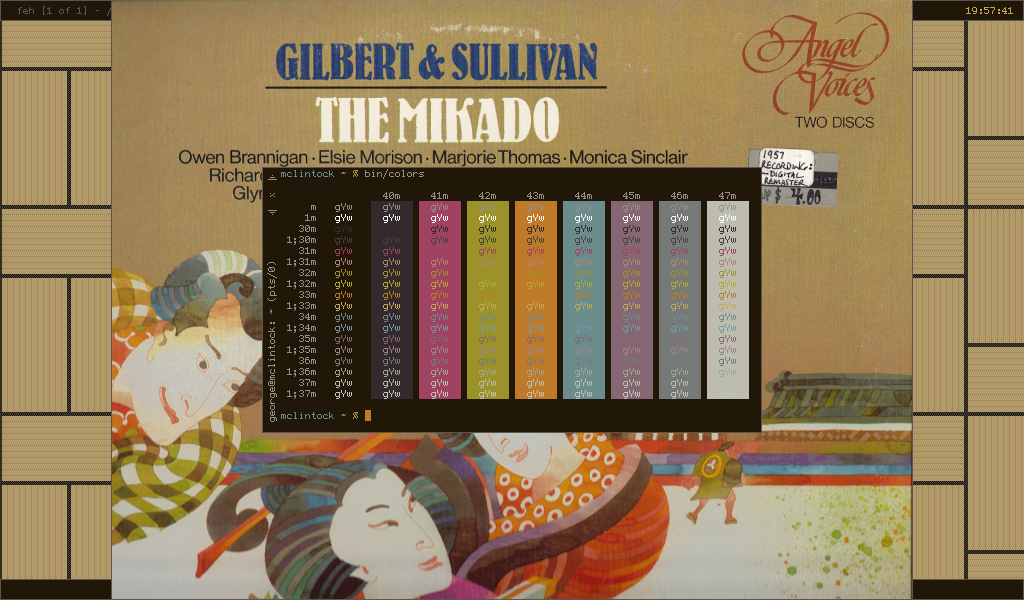 feh [1 of 1] - /
19:57:41
GILBERT & SULLIVAN
THE MIKADO
Angel
Voices
TWO DISCS
Owen Brannigan · Elsie Morison · Marjorie Thomas · Monica Sinclair
Richar
Glyn
1957
RECORDING:
-DIGITAL
REMASTER
$ 4.00
mclintock ~ % bin/colors
40m 41m 42m 43m 44m 45m 46m 47m
m gYw gYw gYw gYw gYw gYw gYw gYw gYw
1m gYw gYw gYw gYw gYw gYw gYw gYw gYw
30m gYw gYw gYw gYw gYw gYw gYw gYw
1;30m gYw gYw gYw gYw gYw gYw gYw gYw gYw
31m gYw gYw gYw gYw gYw gYw gYw gYw
1;31m gYw gYw gYw gYw gYw gYw gYw gYw gYw
32m gYw gYw gYw gYw gYw gYw gYw
1;32m gYw gYw gYw gYw gYw gYw gYw gYw gYw
33m gYw gYw gYw gYw gYw gYw gYw gYw
1;33m gYw gYw gYw gYw gYw gYw gYw gYw gYw
34m gYw gYw gYw gYw gYw gYw gYw gYw
1;34m gYw gYw gYw gYw gYw gYw gYw gYw gYw
35m gYw gYw gYw gYw gYw gYw gYw gYw
1;35m gYw gYw gYw gYw gYw gYw gYw gYw gYw
36m gYw gYw gYw gYw gYw gYw gYw gYw gYw
1;36m gYw gYw gYw gYw gYw gYw gYw gYw gYw
37m gYw gYw gYw gYw gYw gYw gYw gYw
1;37m gYw gYw gYw gYw gYw gYw gYw gYw gYw
mclintock ~ %
george@mclintock: ~ (pts/0)